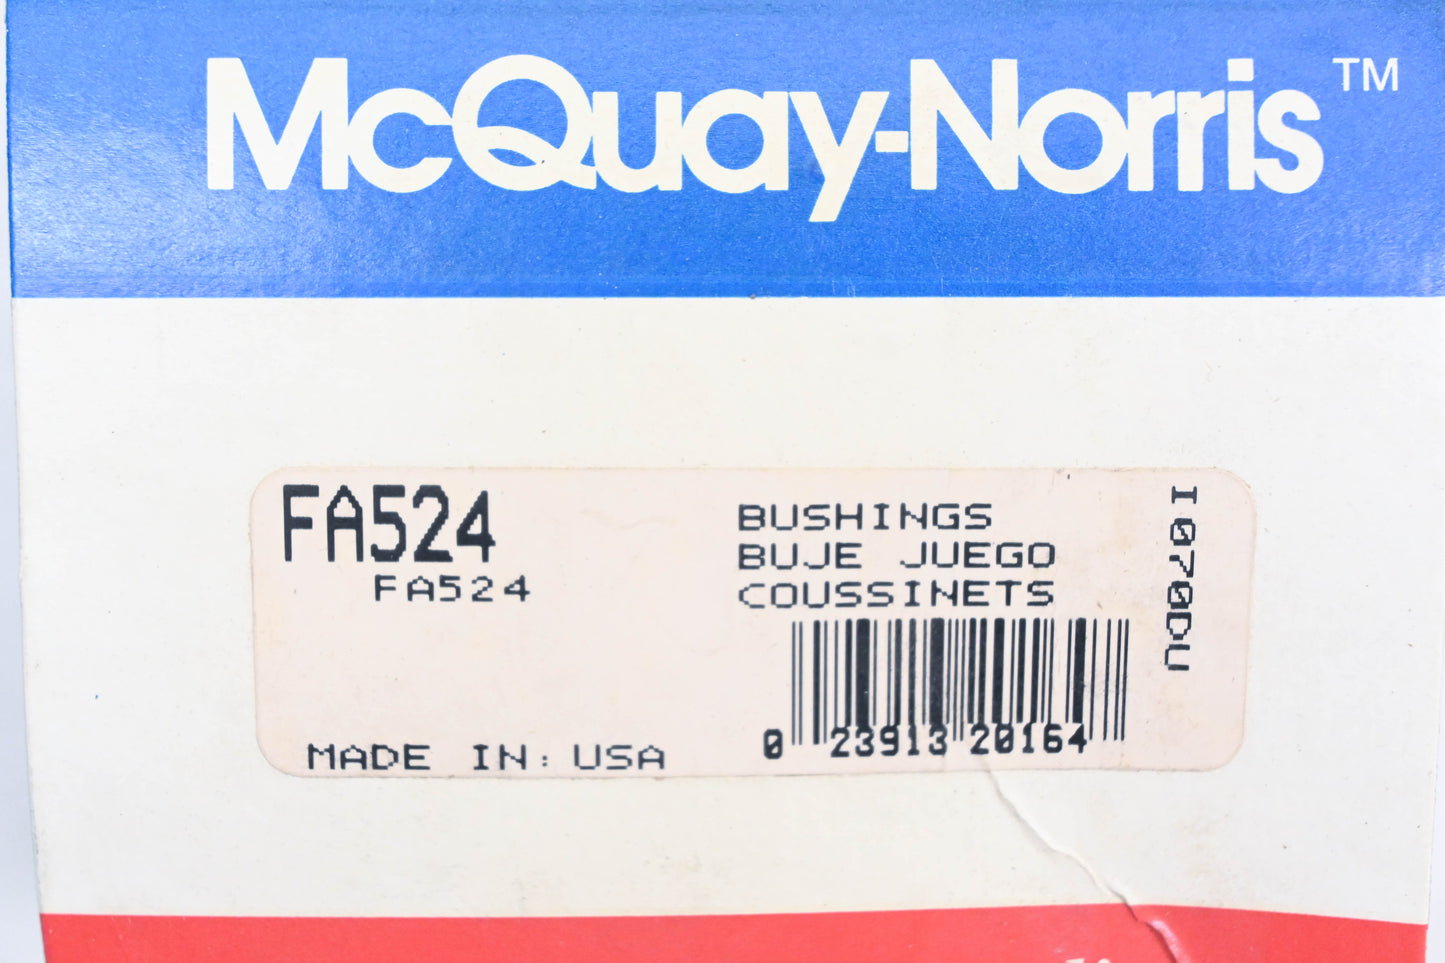 McQuay-Norris™
FA524
FA524
BUSHINGS
BUJE JUEGO
COUSSINETS
I070DU
0 23913 20164
MADE IN: USA